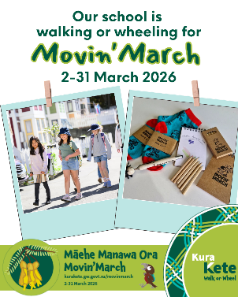 Our school is
walking or wheeling for
Movin'March
2-31 March 2026
Māehe Manawa Ora
Movin'March
2-31 March 2026
Kura
Kete
Walk or Wheel